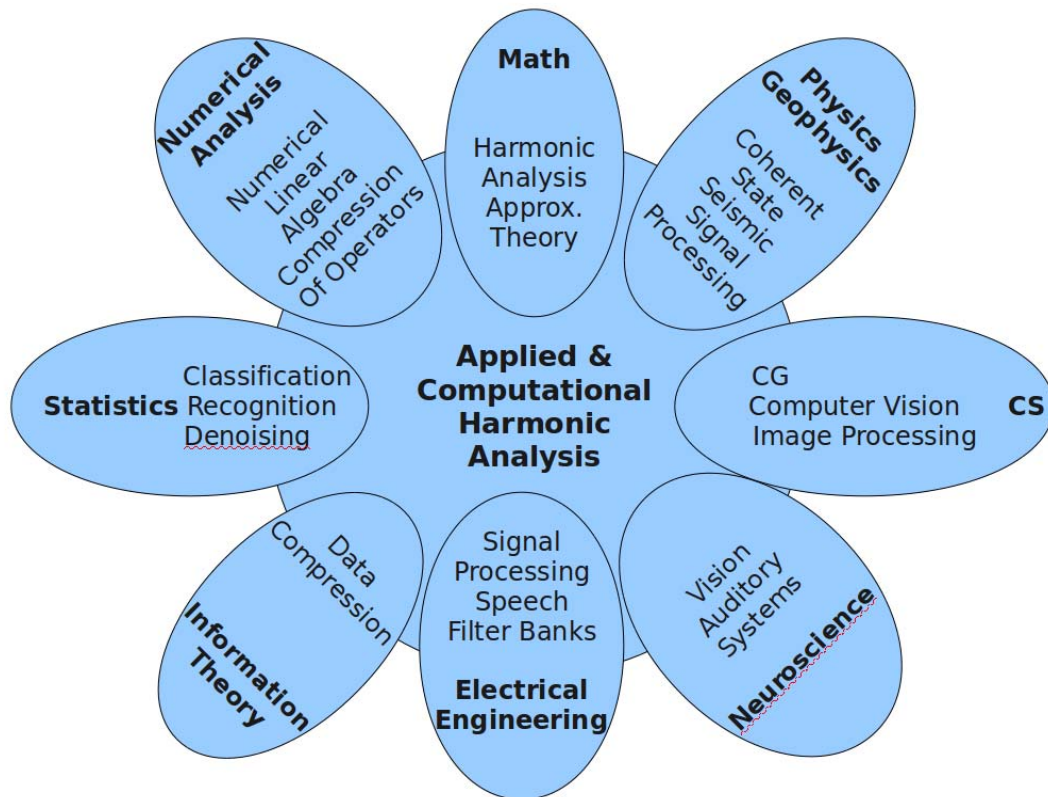 Numerical
Analysis
Numerical
Linear
Algebra
Compression
Of Operators
Math
Harmonic
Analysis
Approx.
Theory
Physics
Geophysics
Coherent
State
Seismic
Signal
Processing
Statistics
Classification
Recognition
Denoising
Applied &
Computational
Harmonic
Analysis
CG
Computer Vision
Image Processing
CS
Data
Compression
Information
Theory
Signal
Processing
Speech
Filter Banks
Electrical
Engineering
Vision
Auditory
Systems
Neuroscience